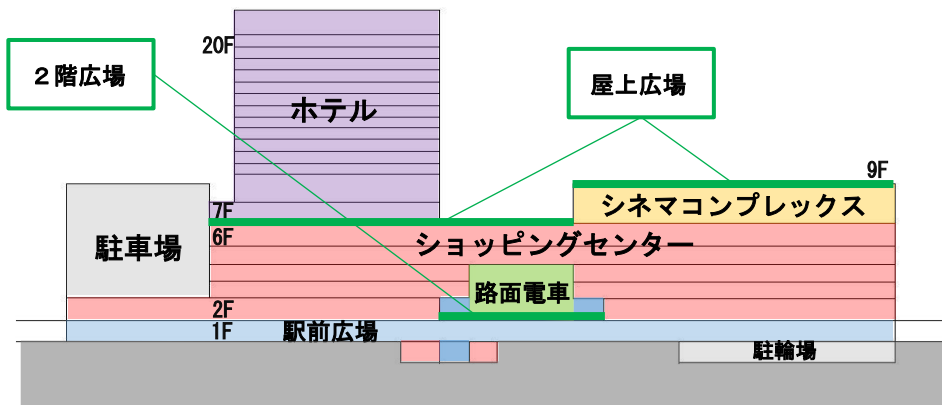 20F
２階広場
屋上広場
ホテル
9F
シネマコンプレックス
7F
6F
ショッピングセンター
駐車場
路面電車
2F
1F
駅前広場
駐輪場